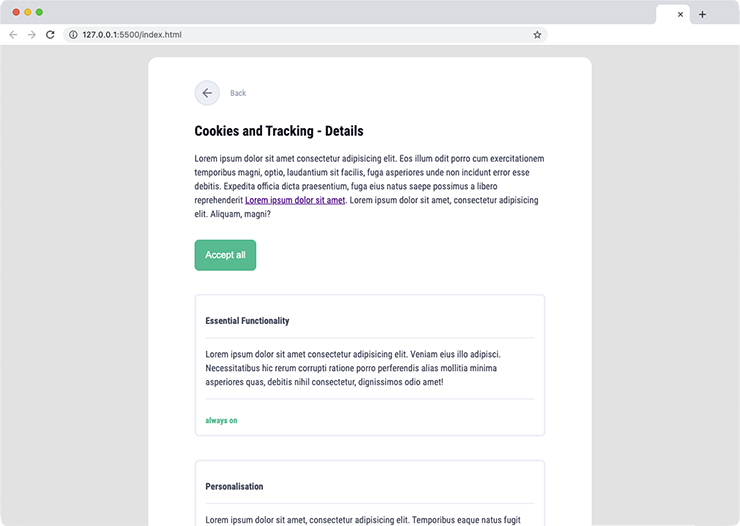 127.0.0.1:5500/index.html
Back
Cookies and Tracking - Details
Lorem ipsum dolor sit amet consectetur adipisicing elit. Eos illum odit porro cum exercitationem
temporibus magni, optio, laudantium sit facilis, fuga asperiores unde non incidunt error esse
debitis. Expedita officia dicta praesentium, fuga eius natus saepe possimus a libero
reprehenderit Lorem ipsum dolor sit amet. Lorem ipsum dolor sit amet, consectetur adipisicing
elit. Aliquam, magni?
Accept all
Essential Functionality
Lorem ipsum dolor sit amet consectetur adipisicing elit. Veniam eius illo adipisci.
Necessitatibus hic rerum corrupti ratione porro perferendis alias mollitia minima
asperiores quas, debitis nihil consectetur, dignissimos odio amet!
always on
Personalisation
Lorem ipsum dolor sit amet, consectetur adipisicing elit. Temporibus eaque natus fugit